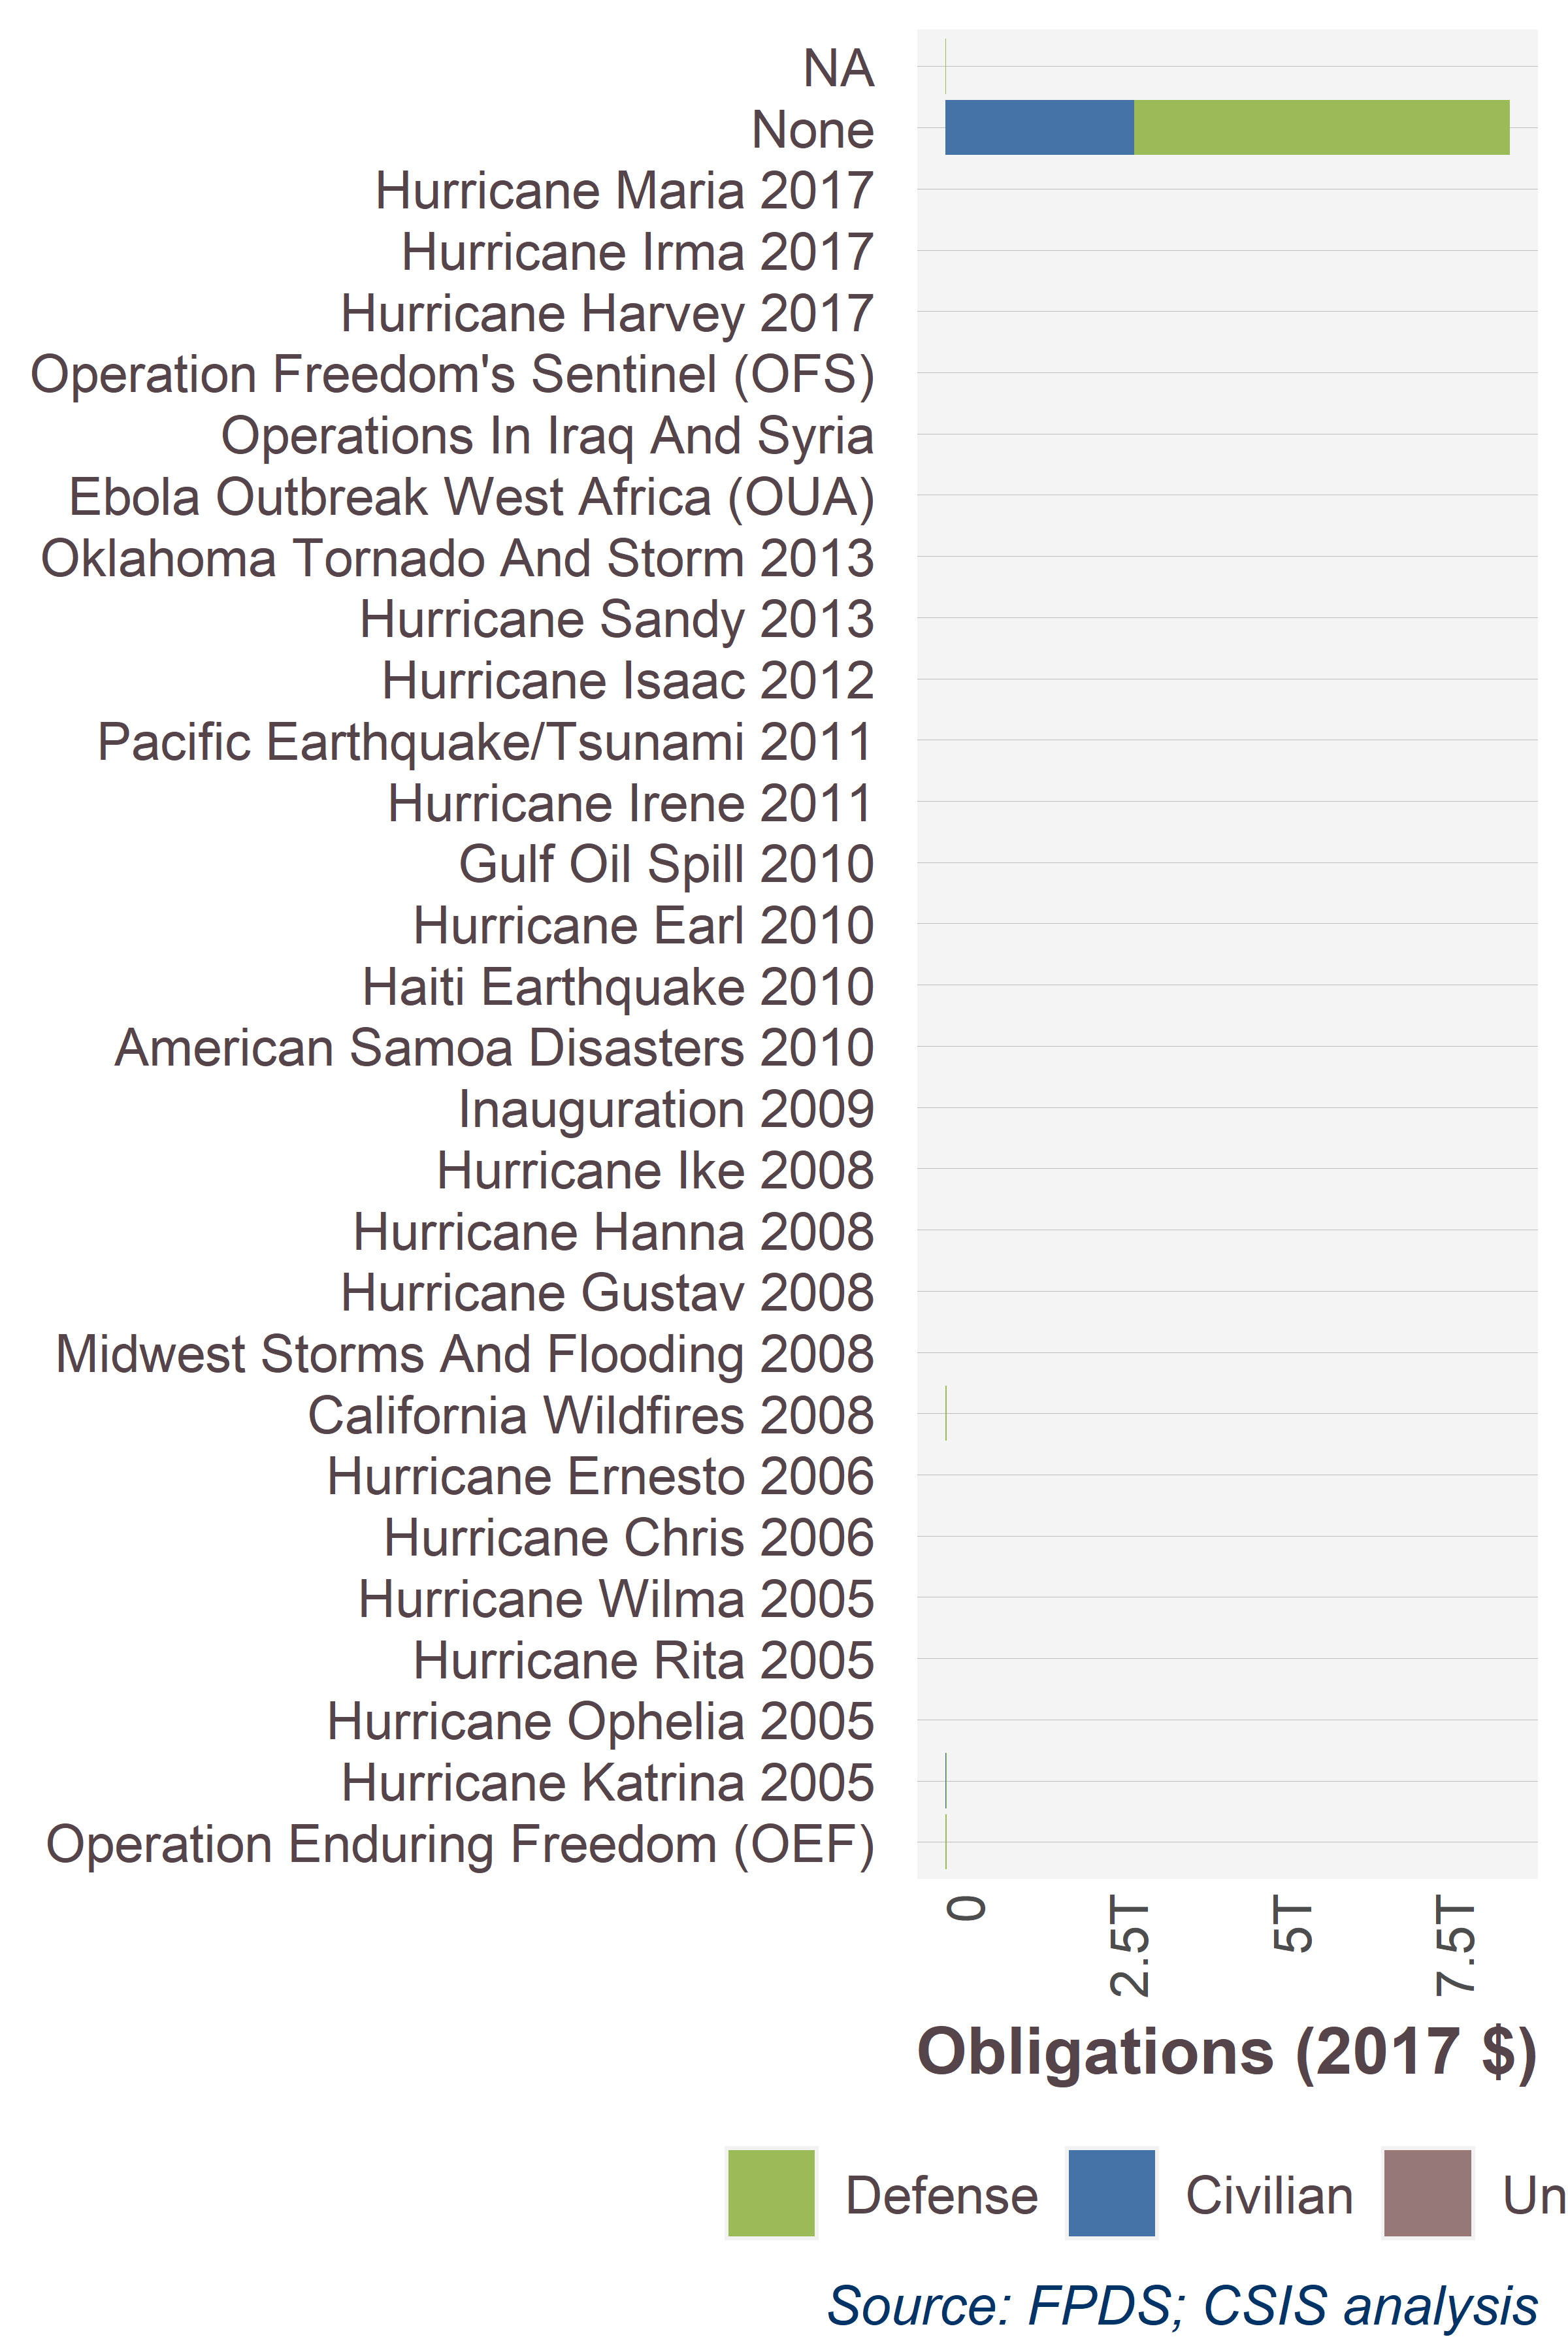 NA
None
Hurricane Maria 2017
Hurricane Irma 2017
Hurricane Harvey 2017
Operation Freedom's Sentinel (OFS)
Operations In Iraq And Syria
Ebola Outbreak West Africa (OUA)
Oklahoma Tornado And Storm 2013
Hurricane Sandy 2013
Hurricane Isaac 2012
Pacific Earthquake/Tsunami 2011
Hurricane Irene 2011
Gulf Oil Spill 2010
Hurricane Earl 2010
Haiti Earthquake 2010
American Samoa Disasters 2010
Inauguration 2009
Hurricane Ike 2008
Hurricane Hanna 2008
Hurricane Gustav 2008
Midwest Storms And Flooding 2008
California Wildfires 2008
Hurricane Ernesto 2006
Hurricane Chris 2006
Hurricane Wilma 2005
Hurricane Rita 2005
Hurricane Ophelia 2005
Hurricane Katrina 2005
Operation Enduring Freedom (OEF)
0 2.5T 5T 7.5T
Obligations (2017 $)
Defense Civilian Un
Source: FPDS; CSIS analysis